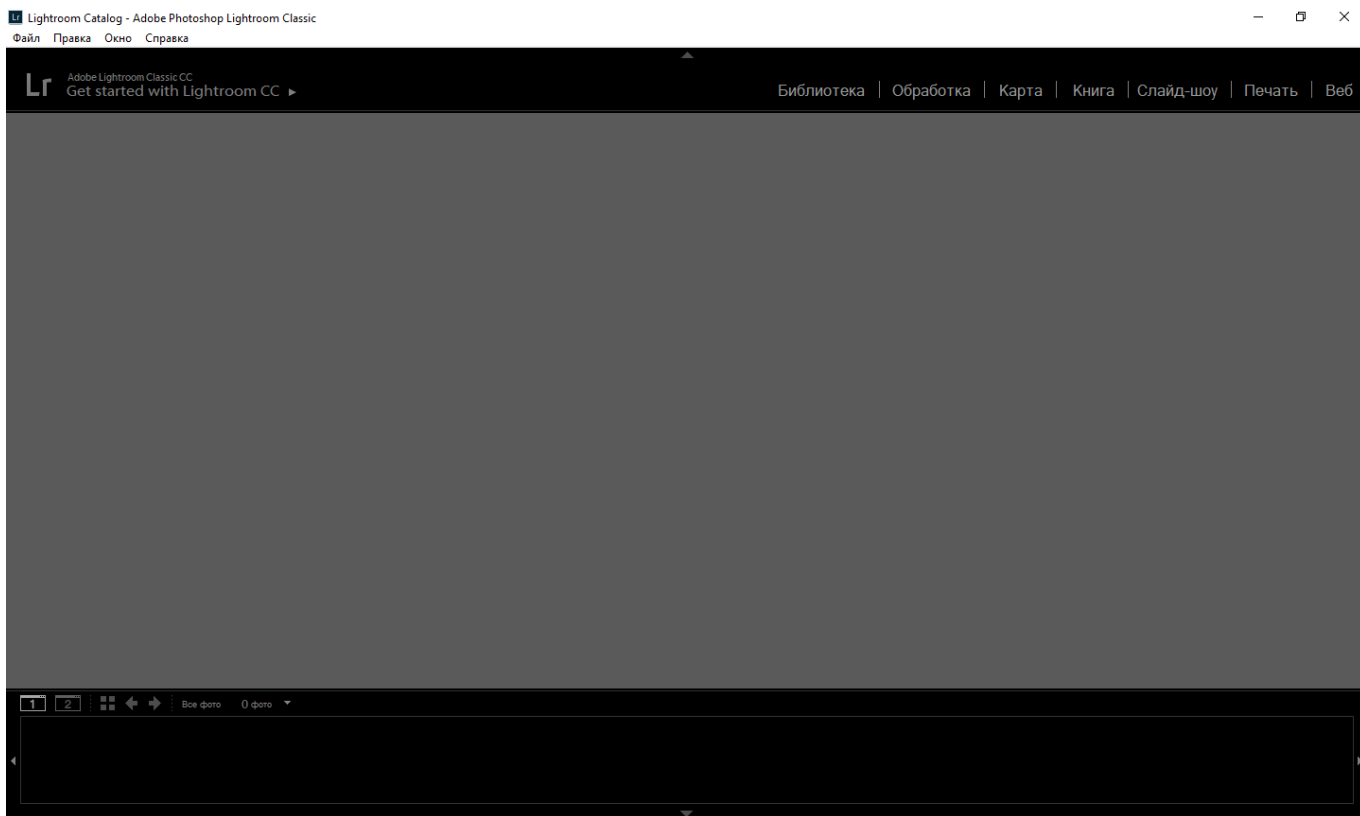 Lr Lightroom Catalog - Adobe Photoshop Lightroom Classic
Файл Правка Окно Справка
Lr Adobe Lightroom Classic CC
Get started with Lightroom CC
Библиотека | Обработка | Карта | Книга | Слайд-шоу | Печать | Веб
1 2 Все фото 0 фото